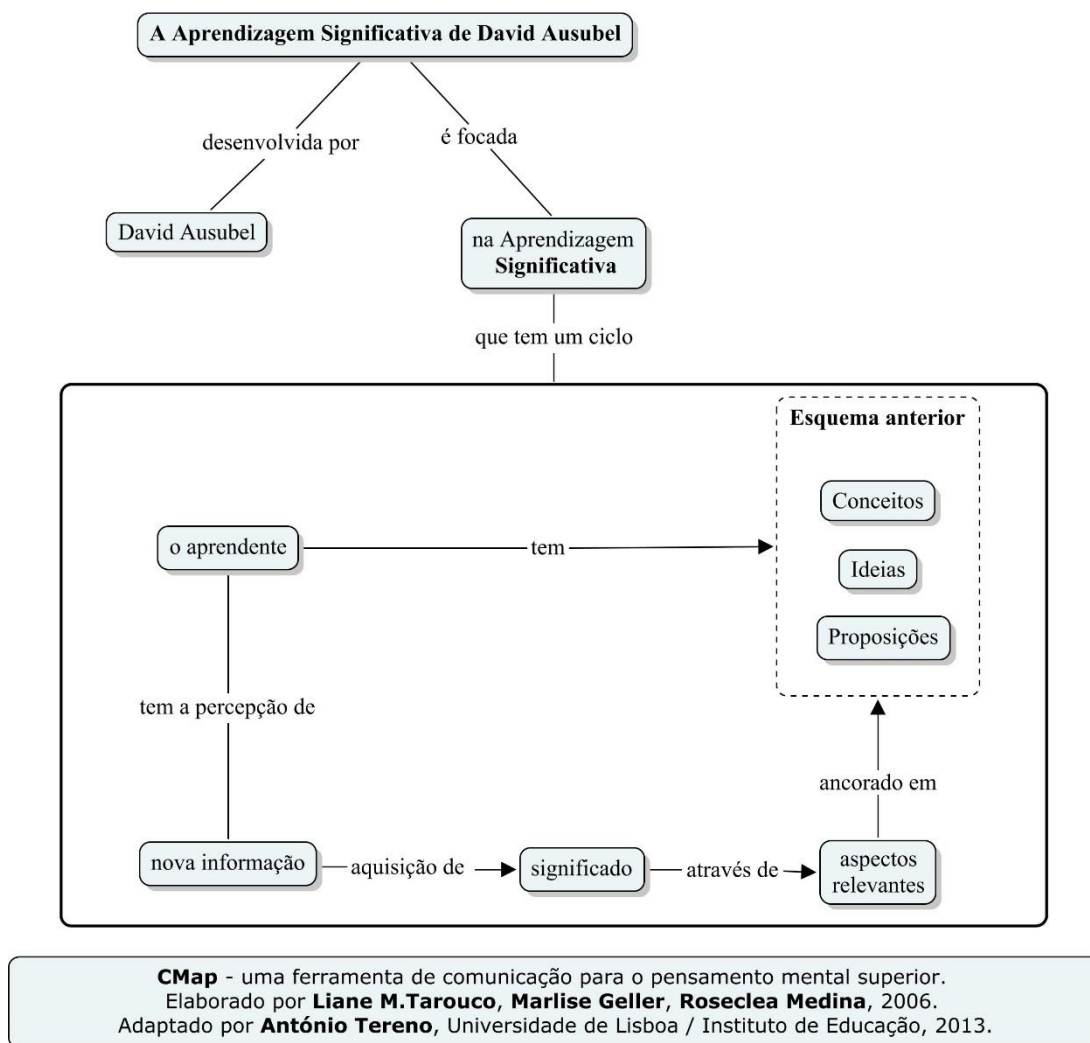 A Aprendizagem Significativa de David Ausubel
desenvolvida por
é focada
David Ausubel
na Aprendizagem
Significativa
que tem um ciclo
Esquema anterior
Conceitos
o aprendente
tem
Ideias
Proposições
tem a percepção de
ancorado em
nova informação
aquisição de
significado
através de
aspectos
relevantes
CMap - uma ferramenta de comunicação para o pensamento mental superior.
Elaborado por Liane M.Tarouco, Marlise Geller, Roseclea Medina, 2006.
Adaptado por António Tereno, Universidade de Lisboa / Instituto de Educação, 2013.